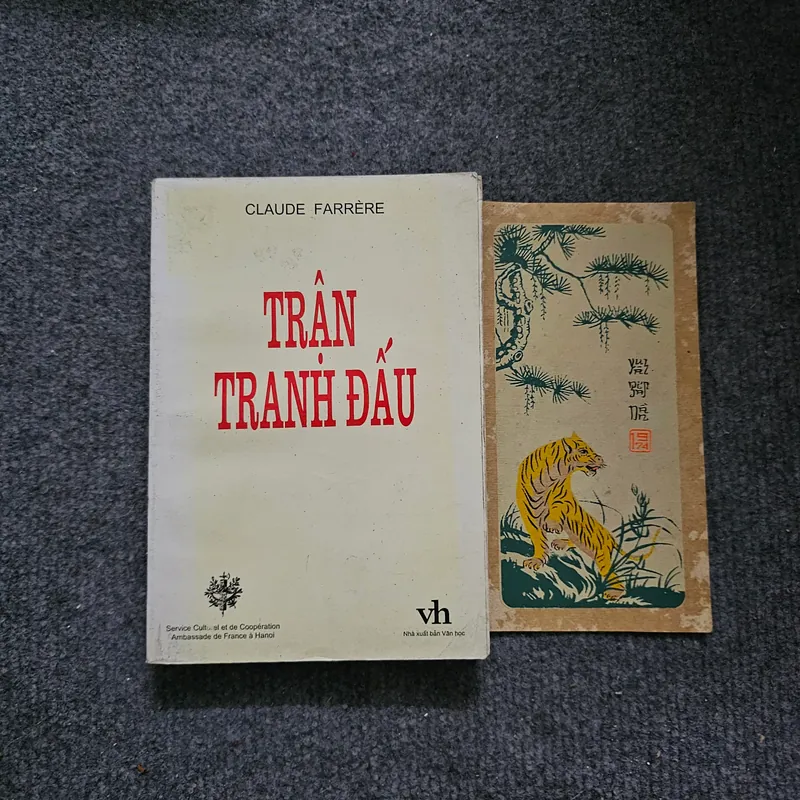 CLAUDE FARRÈRE
TRẬN
TRANH ĐẤU
Service Culturel et de Coopération
Ambassade de France à Hanoi
vh
Nhà xuất bản Văn học